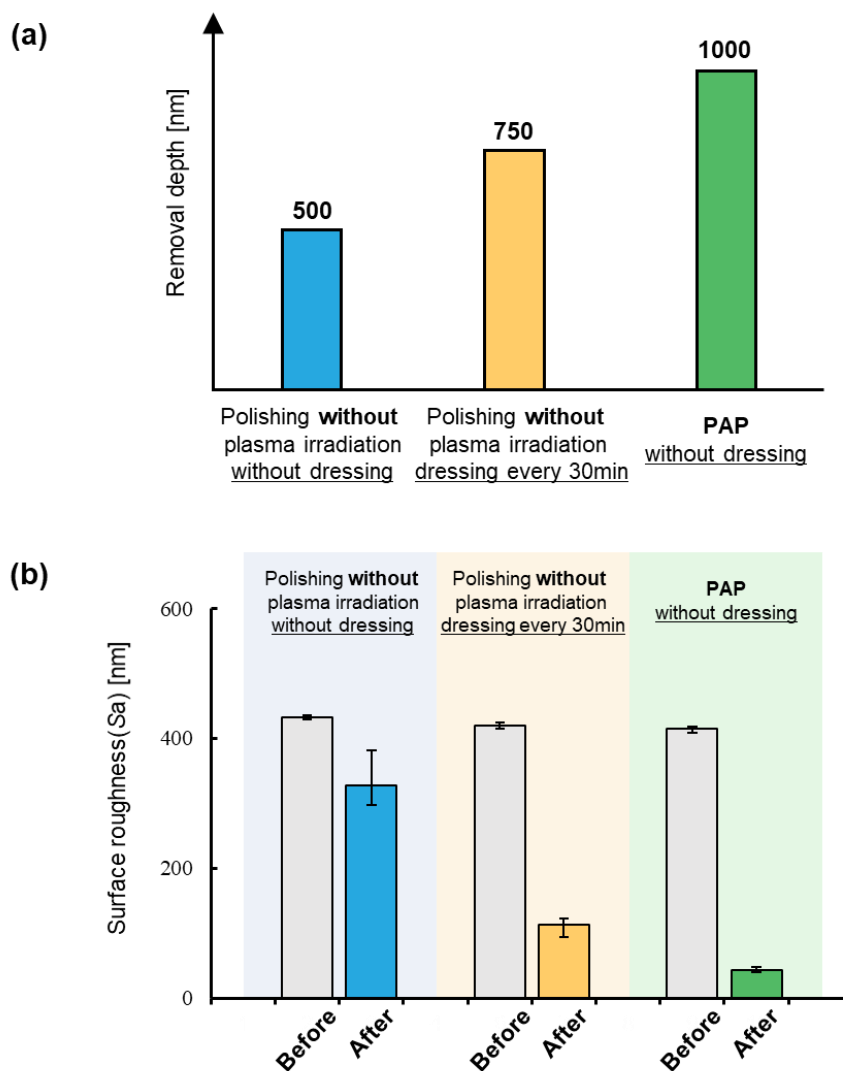 (a)
Removal depth [nm]
500
750
1000
Polishing without
plasma irradiation
without dressing
Polishing without
plasma irradiation
dressing every 30min
PAP
without dressing
(b)
Surface roughness(Sa) [nm]
600
400
200
0
Polishing without
plasma irradiation
without dressing
Polishing without
plasma irradiation
dressing every 30min
PAP
without dressing
Before
After
Before
After
Before
After